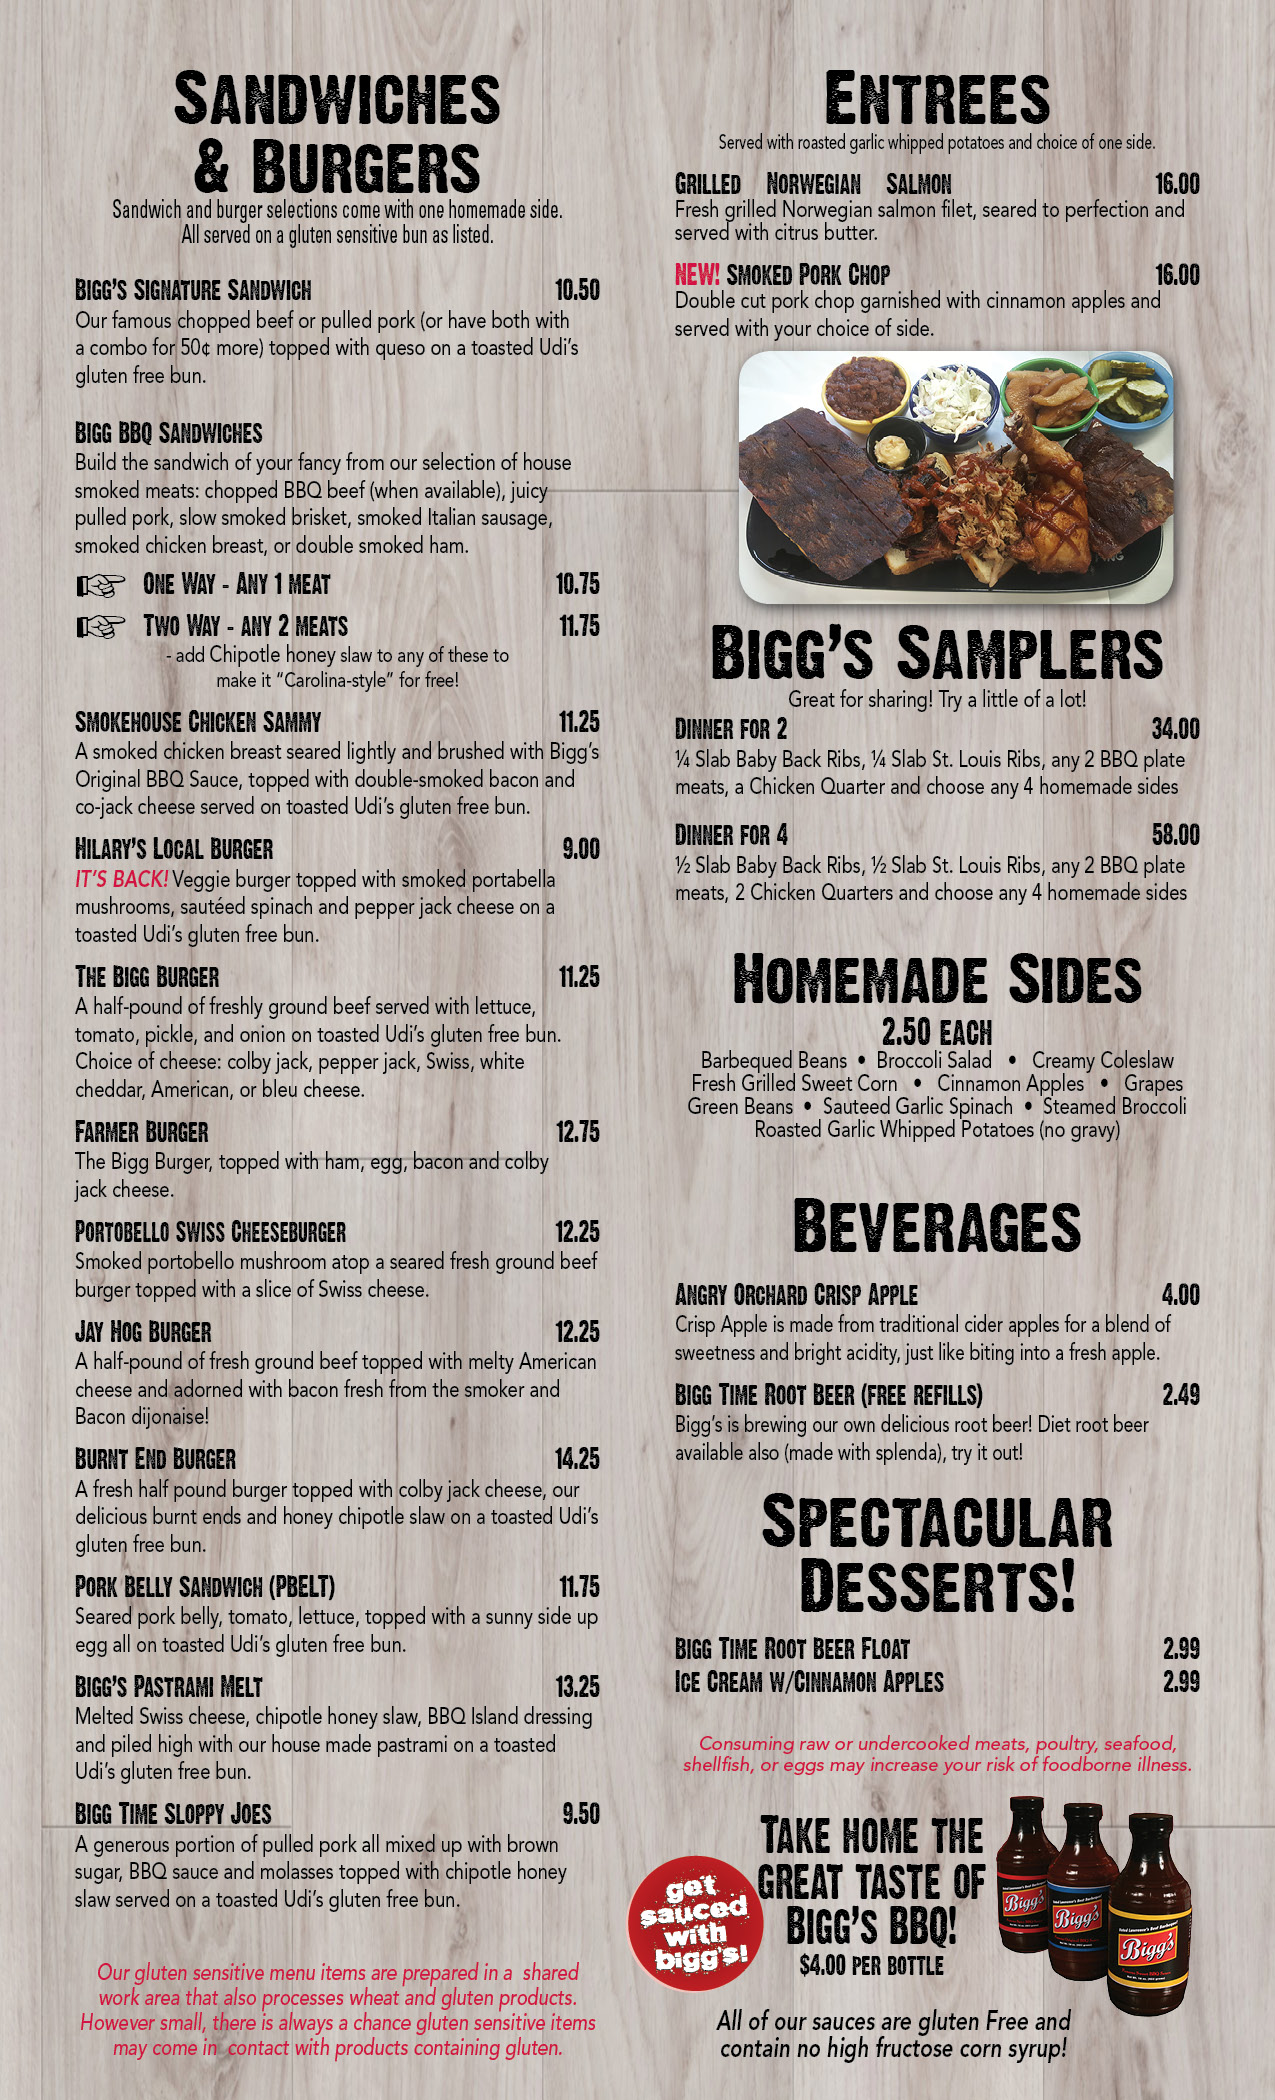 SANDWICHES
& BURGERS
Sandwich and burger selections come with one homemade side.
All served on a gluten sensitive bun as listed.
BIGG'S SIGNATURE SANDWICH 10.50
Our famous chopped beef or pulled pork (or have both with
a combo for 50¢ more) topped with queso on a toasted Udi's
gluten free bun.
BIGG BBQ SANDWICHES
Build the sandwich of your fancy from our selection of house
smoked meats: chopped BBQ beef (when available), juicy
pulled pork, slow smoked brisket, smoked Italian sausage,
smoked chicken breast, or double smoked ham.
ONE WAY - ANY 1 MEAT 10.75
TWO WAY - ANY 2 MEATS 11.75
- add Chipotle honey slaw to any of these to
make it "Carolina-style" for free!
SMOKEHOUSE CHICKEN SAMMY 11.25
A smoked chicken breast seared lightly and brushed with Bigg's
Original BBQ Sauce, topped with double-smoked bacon and
co-jack cheese served on toasted Udi's gluten free bun.
HILARY'S LOCAL BURGER 9.00
IT'S BACK! Veggie burger topped with smoked portabella
mushrooms, sautéed spinach and pepper jack cheese on a
toasted Udi's gluten free bun.
THE BIGG BURGER 11.25
A half-pound of freshly ground beef served with lettuce,
tomato, pickle, and onion on toasted Udi's gluten free bun.
Choice of cheese: colby jack, pepper jack, Swiss, white
cheddar, American, or bleu cheese.
FARMER BURGER 12.75
The Bigg Burger, topped with ham, egg, bacon and colby
jack cheese.
PORTOBELLO SWISS CHEESEBURGER 12.25
Smoked portobello mushroom atop a seared fresh ground beef
burger topped with a slice of Swiss cheese.
JAY HOG BURGER 12.25
A half-pound of fresh ground beef topped with melty American
cheese and adorned with bacon fresh from the smoker and
Bacon dijonaise!
BURNT END BURGER 14.25
A fresh half pound burger topped with colby jack cheese, our
delicious burnt ends and honey chipotle slaw on a toasted Udi's
gluten free bun.
PORK BELLY SANDWICH (PBELT) 11.75
Seared pork belly, tomato, lettuce, topped with a sunny side up
egg all on toasted Udi's gluten free bun.
BIGG'S PASTRAMI MELT 13.25
Melted Swiss cheese, chipotle honey slaw, BBQ Island dressing
and piled high with our house made pastrami on a toasted
Udi's gluten free bun.
BIGG TIME SLOPPY JOES 9.50
A generous portion of pulled pork all mixed up with brown
sugar, BBQ sauce and molasses topped with chipotle honey
slaw served on a toasted Udi's gluten free bun.
Our gluten sensitive menu items are prepared in a shared
work area that also processes wheat and gluten products.
However small, there is always a chance gluten sensitive items
may come in contact with products containing gluten.
ENTREES
Served with roasted garlic whipped potatoes and choice of one side.
GRILLED NORWEGIAN SALMON 16.00
Fresh grilled Norwegian salmon filet, seared to perfection and
served with citrus butter.
NEW! SMOKED PORK CHOP 16.00
Double cut pork chop garnished with cinnamon apples and
served with your choice of side.
BIGG'S SAMPLERS
Great for sharing! Try a little of a lot!
DINNER FOR 2 34.00
¼ Slab Baby Back Ribs, ¼ Slab St. Louis Ribs, any 2 BBQ plate
meats, a Chicken Quarter and choose any 4 homemade sides
DINNER FOR 4 58.00
½ Slab Baby Back Ribs, ½ Slab St. Louis Ribs, any 2 BBQ plate
meats, 2 Chicken Quarters and choose any 4 homemade sides
HOMEMADE SIDES
2.50 EACH
Barbequed Beans • Broccoli Salad • Creamy Coleslaw
Fresh Grilled Sweet Corn • Cinnamon Apples • Grapes
Green Beans • Sauteed Garlic Spinach • Steamed Broccoli
Roasted Garlic Whipped Potatoes (no gravy)
BEVERAGES
ANGRY ORCHARD CRISP APPLE 4.00
Crisp Apple is made from traditional cider apples for a blend of
sweetness and bright acidity, just like biting into a fresh apple.
BIGG TIME ROOT BEER (FREE REFILLS) 2.49
Bigg's is brewing our own delicious root beer! Diet root beer
available also (made with splenda), try it out!
SPECTACULAR
DESSERTS!
BIGG TIME ROOT BEER FLOAT 2.99
ICE CREAM W/CINNAMON APPLES 2.99
Consuming raw or undercooked meats, poultry, seafood,
shellfish, or eggs may increase your risk of foodborne illness.
get
sauced
with
bigg's!
TAKE HOME THE
GREAT TASTE OF
BIGG'S BBQ!
$4.00 PER BOTTLE
Bigg's
Bigg's
Bigg's
All of our sauces are gluten Free and
contain no high fructose corn syrup!